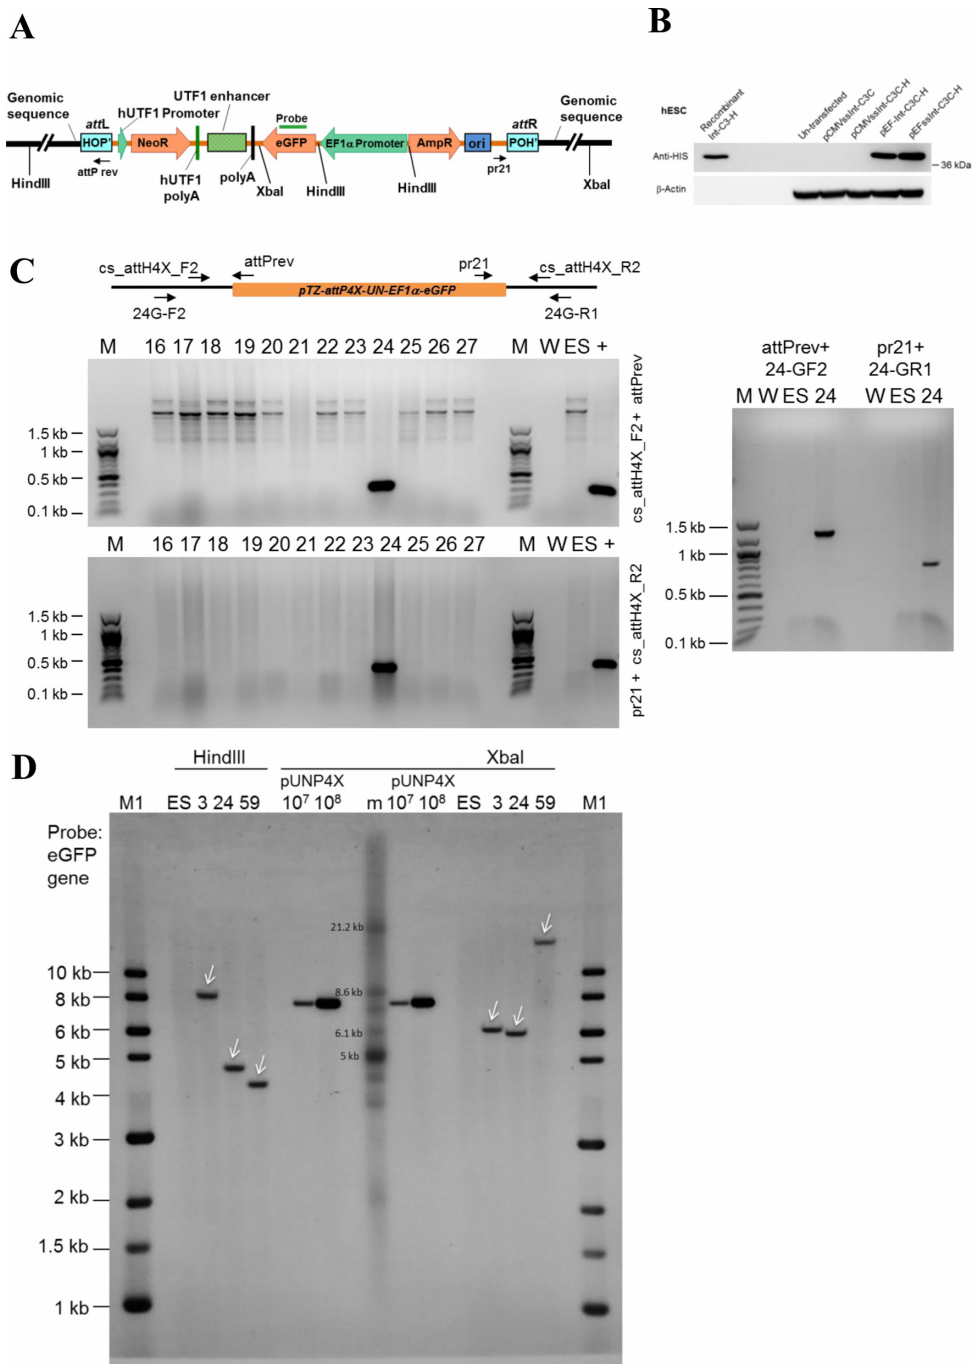 A
Genomic sequence
attL
hUTF1 Promoter
UTF1 enhancer
Probe
attR
Genomic sequence
HOP'
NeoR
eGFP
EF1α Promoter
AmpR
ori
POH'
HindIII
attP rev
hUTF1 polyA
polyA
XbaI
HindIII
HindIII
pr21
XbaI
B
hESC
Recombinant Int-C3-H
Un-transfected
pCMVssInt-C3C
pCMVssInt-C3C-H
pEF-Int-C3C-H
pEFssInt-C3C-H
Anti-HIS
36 kDa
β-Actin
C
cs_attH4X_F2
attPrev
pr21
cs_attH4X_R2
pTZ-attP4X-UN-EF1α-eGFP
24G-F2
24G-R1
M 16 17 18 19 20 21 22 23 24 25 26 27 M W ES +
1.5 kb
1 kb
0.5 kb
0.1 kb
cs_attH4X_F2 + attPrev
M 16 17 18 19 20 21 22 23 24 25 26 27 M W ES +
1.5 kb
1 kb
0.5 kb
0.1 kb
pr21 + cs_attH4X_R2
attPrev+ pr21+
24-GF2 24-GR1
M W ES 24 W ES 24
1.5 kb
1 kb
0.5 kb
0.1 kb
D
HindIII XbaI
pUNP4X pUNP4X
M1 ES 3 24 59 10⁷ 10⁸ m 10⁷ 10⁸ ES 3 24 59 M1
Probe:
eGFP
gene
21.2 kb
8.6 kb
6.1 kb
5 kb
10 kb
8 kb
6 kb
5 kb
4 kb
3 kb
2 kb
1.5 kb
1 kb